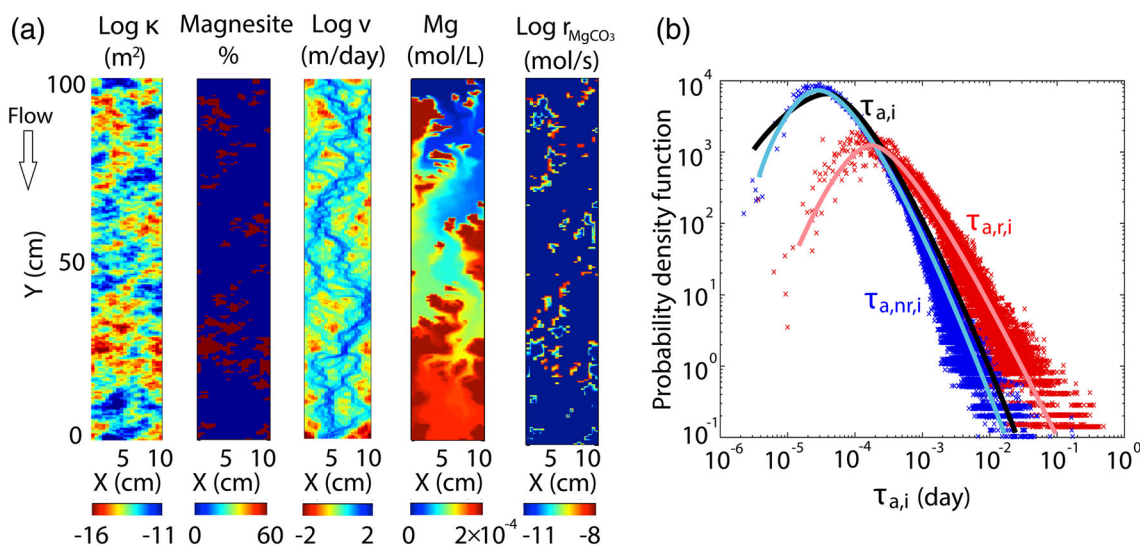 (a)
Log κ
(m²)
Magnesite
%
Log v
(m/day)
Mg
(mol/L)
Log r_MgCO₃
(mol/s)
Flow
100
50
0
Y (cm)
5 10
5 10
5 10
5 10
5 10
X (cm)
X (cm)
X (cm)
X (cm)
X (cm)
-16 -11
0 60
-2 2
0 2×10⁻⁴
-11 -8
(b)
Probability density function
10⁴
10³
10²
10¹
10⁰
10⁻¹
τa,i
τa,r,i
τa,nr,i
10⁻⁶ 10⁻⁵ 10⁻⁴ 10⁻³ 10⁻² 10⁻¹ 10⁰
τa,i (day)